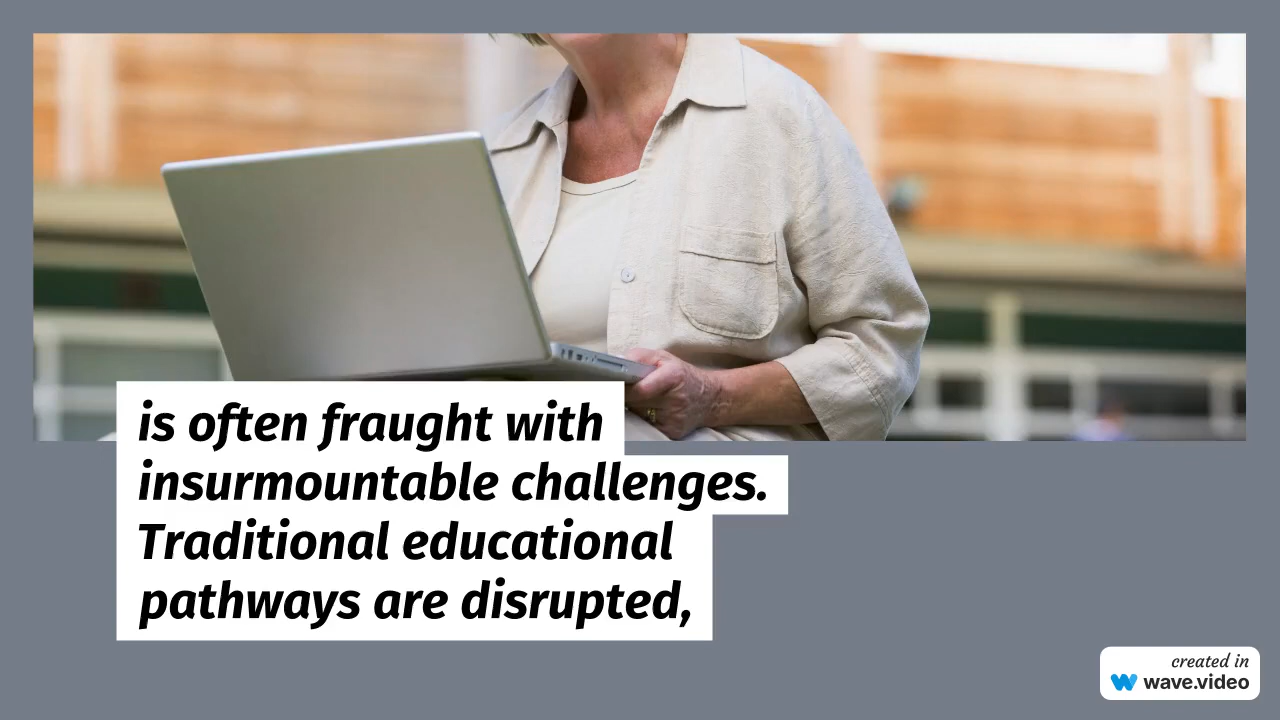 is often fraught with
insurmountable challenges.
Traditional educational
pathways are disrupted,
created in
wave.video